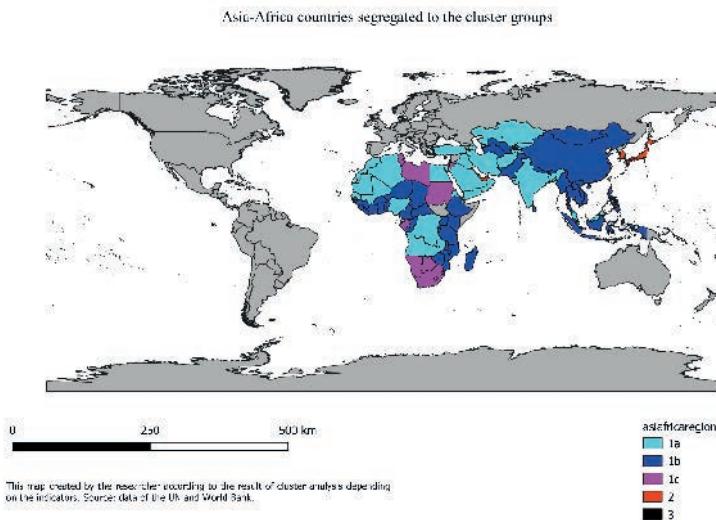 Asia-Africa countries segregated to the cluster groups
0 250 500 km
asiafricaregion
1a
1b
1c
2
3
This map created by the researcher according to the result of cluster analysis depending
on the indicators. Source: data of the UN and World Bank.